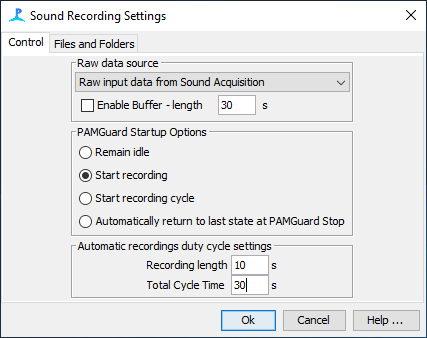 Sound Recording Settings
Control Files and Folders
Raw data source
Raw input data from Sound Acquisition
Enable Buffer - length 30 s
PAMGuard Startup Options
Remain idle
Start recording
Start recording cycle
Automatically return to last state at PAMGuard Stop
Automatic recordings duty cycle settings
Recording length 10 s
Total Cycle Time 30 s
Ok Cancel Help ...